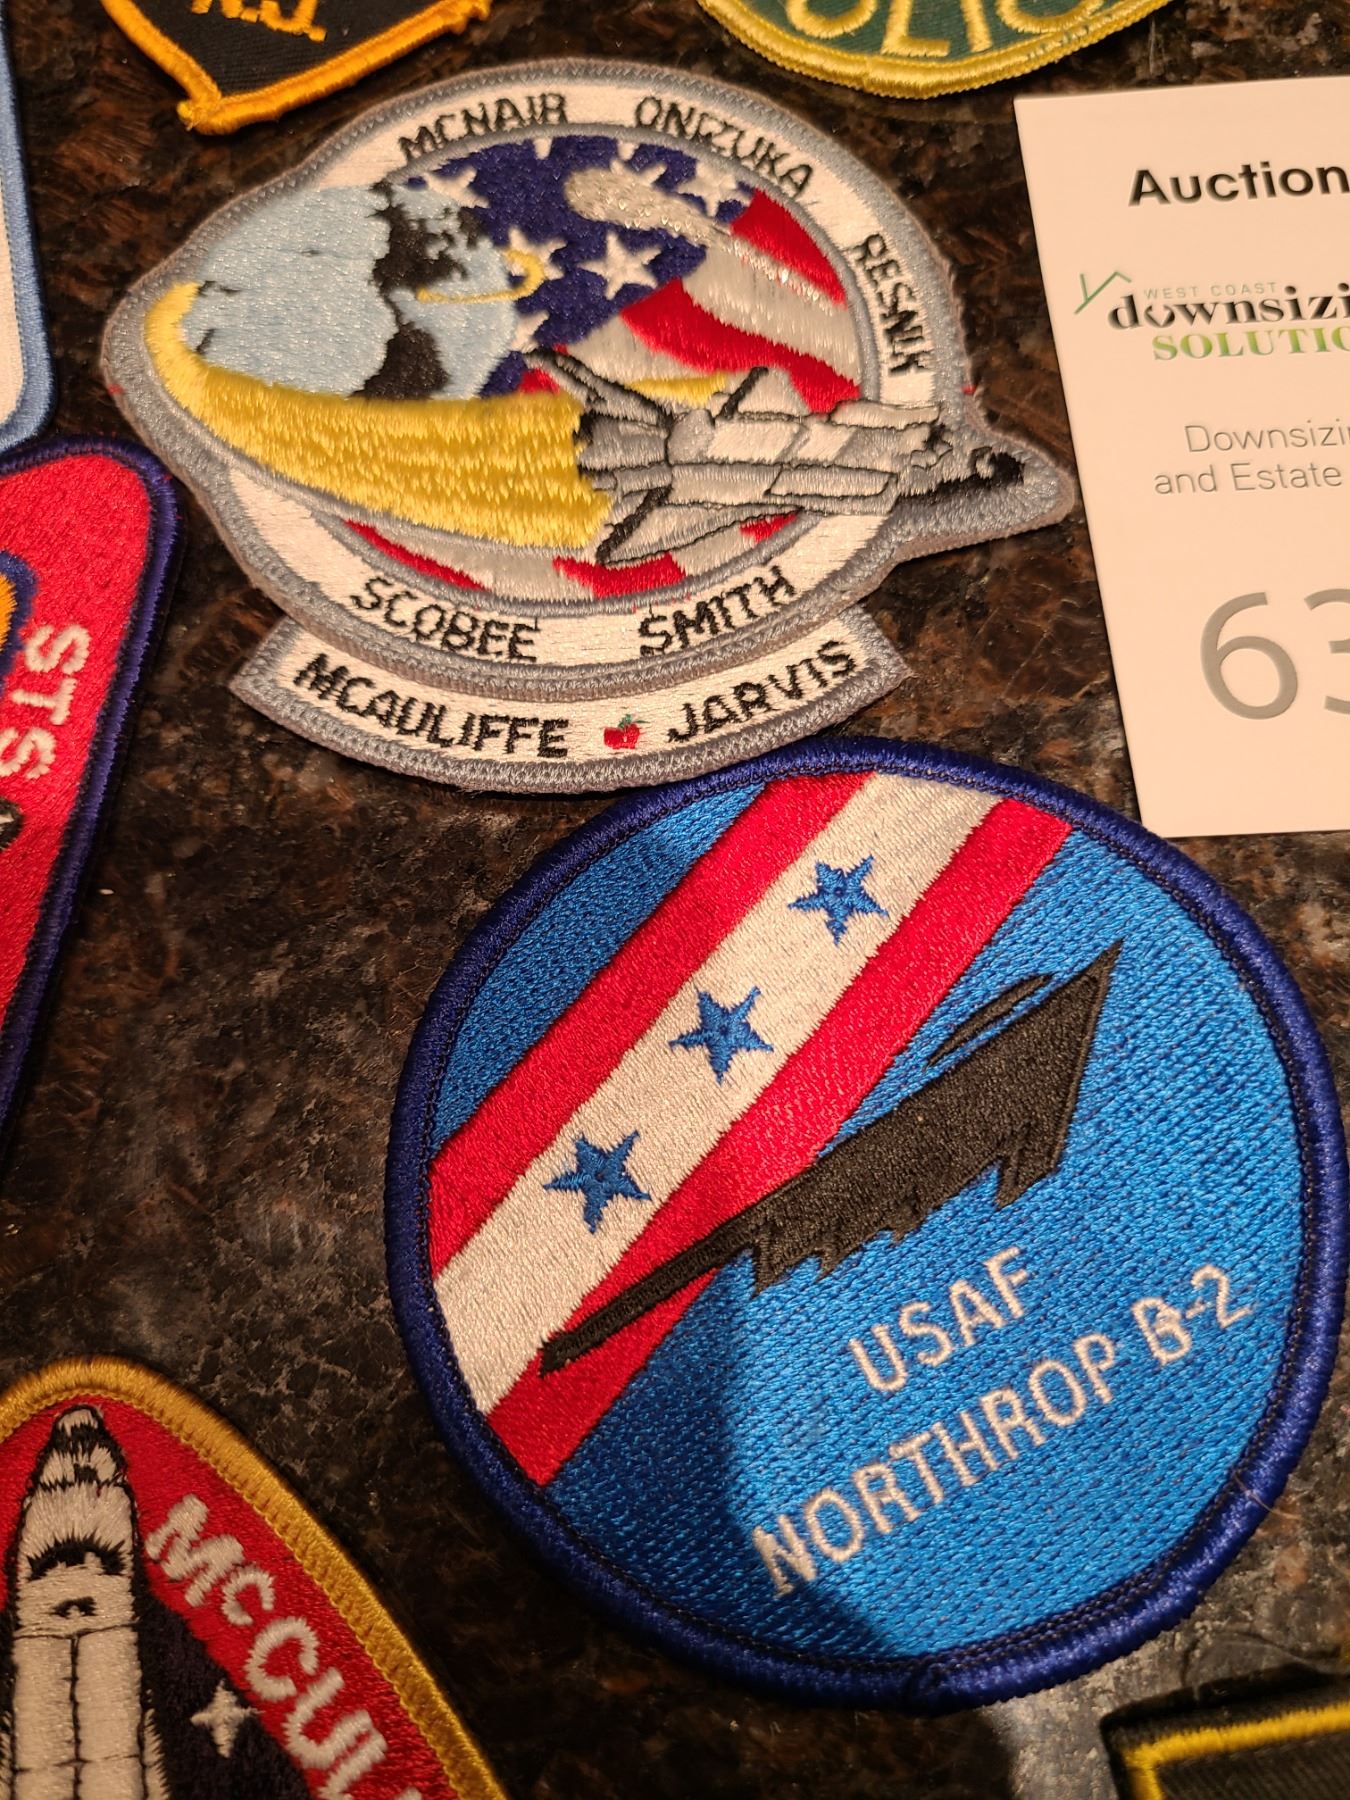 N.J.
MCNAIR ONIZUKA
RESNIK
SCOBEE SMITH
MCAULIFFE JARVIS
Auction
WEST COAST
downsizi
SOLUTIO
Downsizi
and Estate
63
STS
USAF
NORTHROP B-2
McCUL